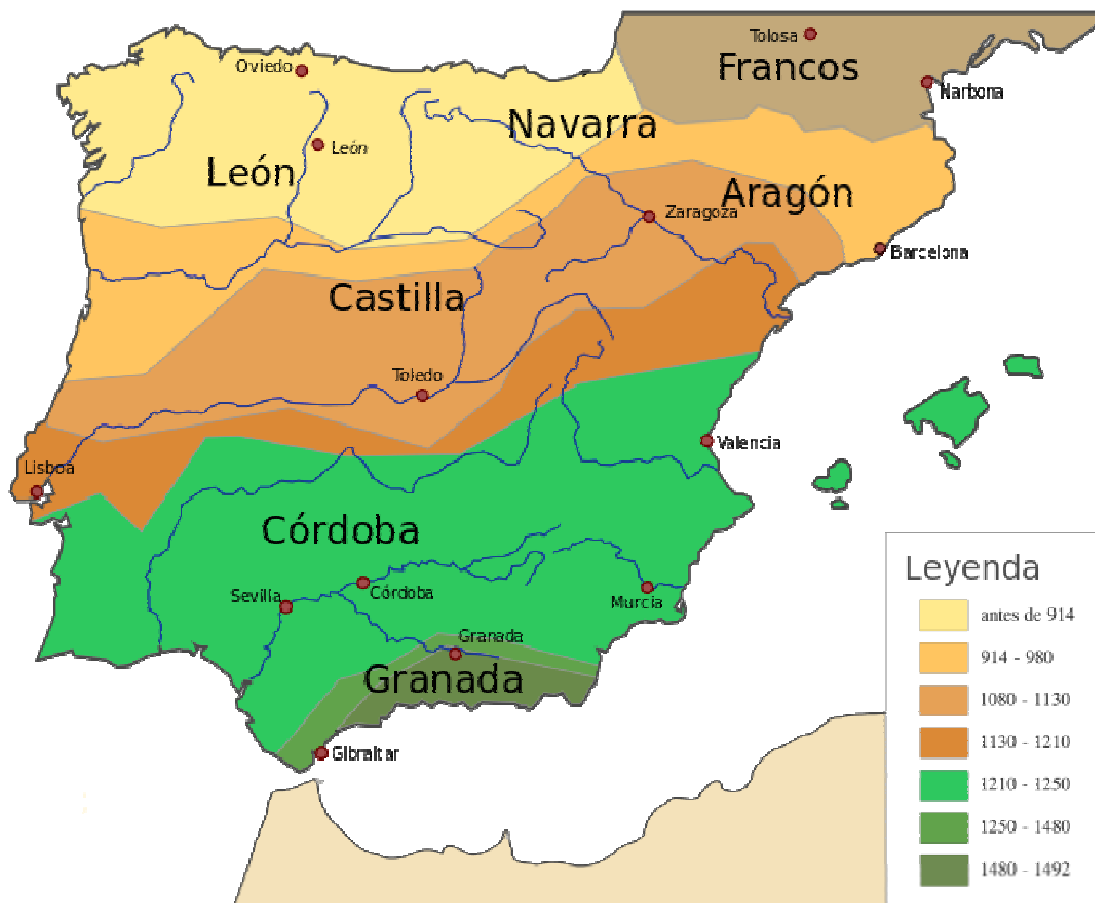 Tolosa
Francos
Narbona
Oviedo
Navarra
León
León
Aragón
Zaragoza
Barcelona
Castilla
Toledo
Valencia
Lisboa
Córdoba
Córdoba
Sevilla
Murcia
Granada
Granada
Gibraltar
Leyenda
antes de 914
914 - 980
1080 - 1130
1130 - 1210
1210 - 1250
1250 - 1480
1480 - 1492